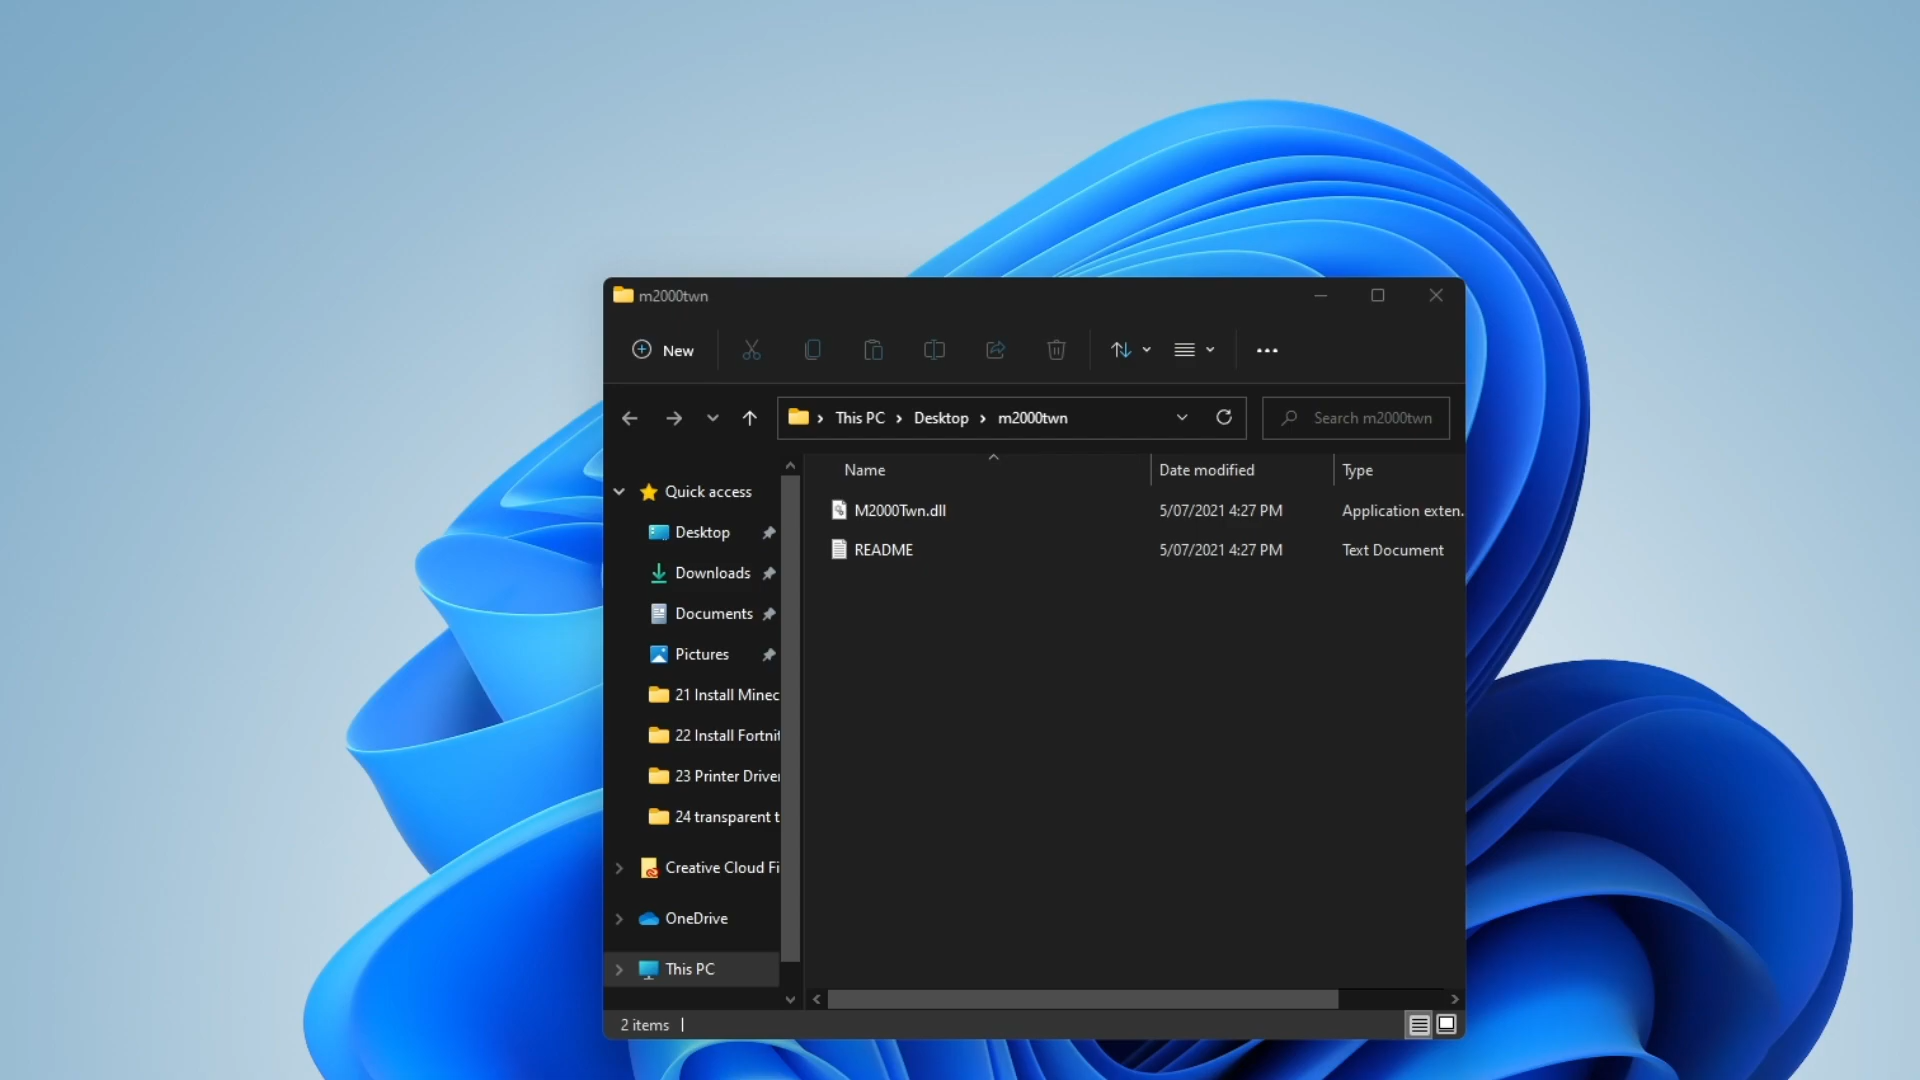 m2000twn
New
This PC > Desktop > m2000twn
Search m2000twn
Name
Date modified
Type
Quick access
Desktop
Downloads
Documents
Pictures
21 Install Minec
22 Install Fortnit
23 Printer Driver
24 transparent t
Creative Cloud Fi
OneDrive
This PC
M2000Twn.dll
5/07/2021 4:27 PM
Application exten.
README
5/07/2021 4:27 PM
Text Document
2 items